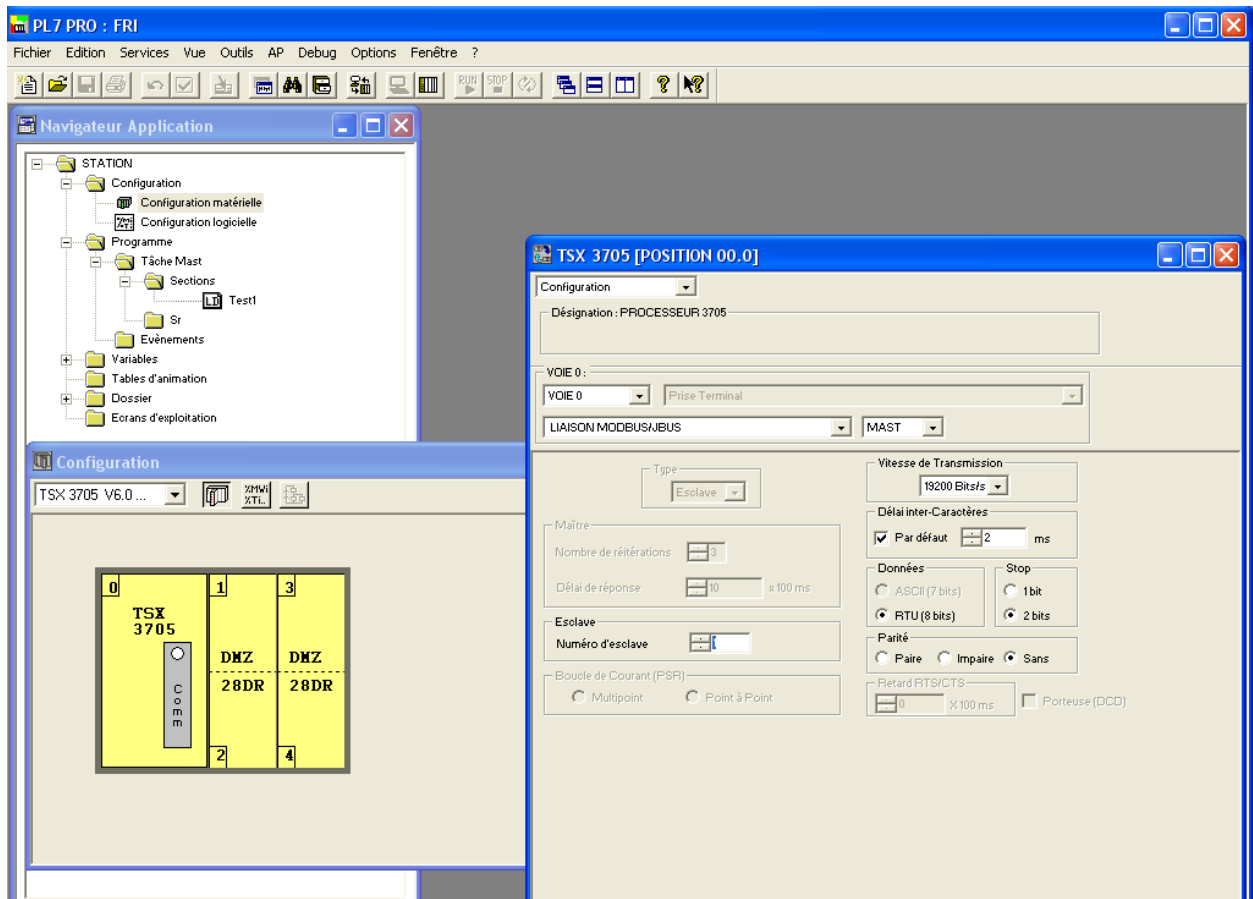 PL7 PRO : FRI
Fichier Edition Services Vue Outils AP Debug Options Fenêtre ?
RUN STOP
Navigateur Application
STATION
Configuration
Configuration matérielle
Configuration logicielle
Programme
Tâche Mast
Sections
LD Test1
Sr
Evènements
Variables
Tables d'animation
Dossier
Ecrans d'exploitation
Configuration
TSX 3705 V6.0 ...
%MWi
%Ti..
0 1 3
TSX
3705
DMZ DMZ
28DR 28DR
Comm
2 4
TSX 3705 [POSITION 00.0]
Configuration
Désignation : PROCESSEUR 3705
VOIE 0 :
VOIE 0 Prise Terminal
LIAISON MODBUS/JBUS MAST
Type
Esclave
Maître
Nombre de réitérations 3
Délai de réponse 10 x 100 ms
Esclave
Numéro d'esclave
Boucle de Courant (PSR)
Multipoint Point à Point
Vitesse de Transmission
19200 Bits/s
Délai inter-Caractères
Par défaut 2 ms
Données Stop
ASCII (7 bits) 1 bit
RTU (8 bits) 2 bits
Parité
Paire Impaire Sans
Retard RTS/CTS
0 X 100 ms Porteuse (DCD)